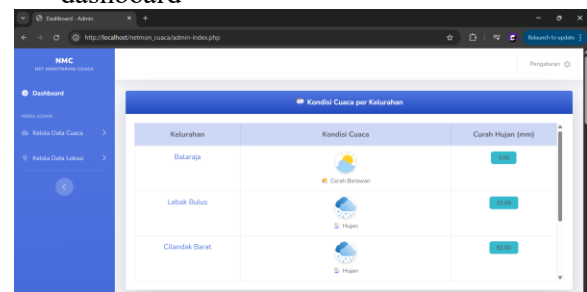 dashboard
Dashboard - Admin
http://localhost/netmon_cuaca/admin-index.php
Relaunch to update
NMC
NET MONITORING CUACA
Pengaturan
Dashboard
MENU ADMIN
Kelola Data Cuaca
Kelola Data Lokasi
Kondisi Cuaca per Kelurahan
Kelurahan Kondisi Cuaca Curah Hujan (mm)
Balaraja
Cerah Berawan
Lebak Bulus
Hujan
Cilandak Barat
Hujan